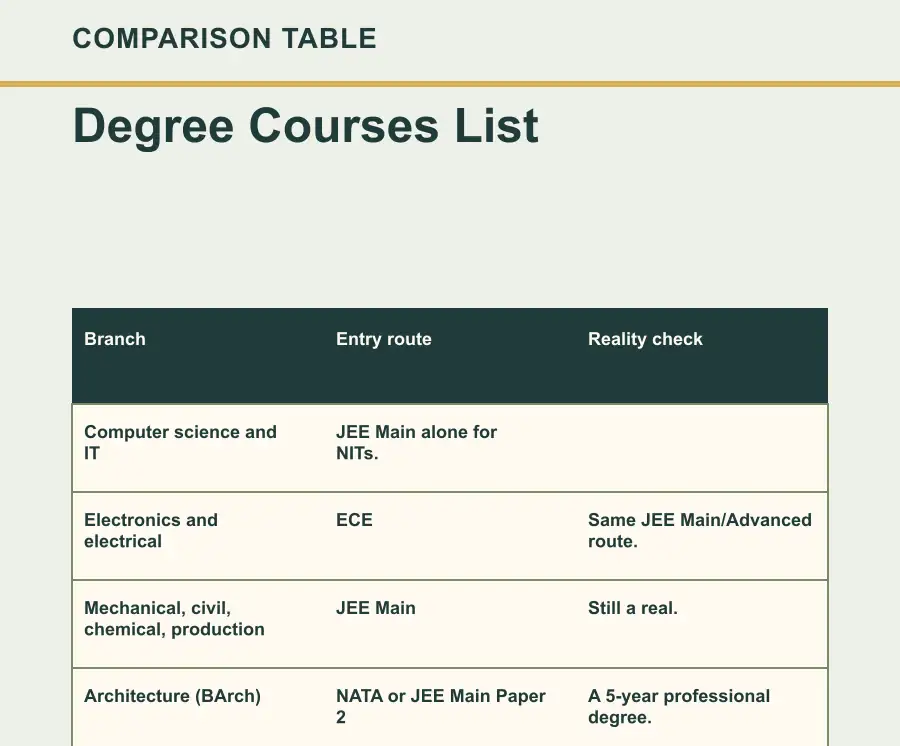 COMPARISON TABLE
Degree Courses List
Branch
Entry route
Reality check
Computer science and
IT
JEE Main alone for
NITs.
Electronics and
electrical
ECE
Same JEE Main/Advanced
route.
Mechanical, civil,
chemical, production
JEE Main
Still a real.
Architecture (BArch)
NATA or JEE Main Paper
2
A 5-year professional
degree.